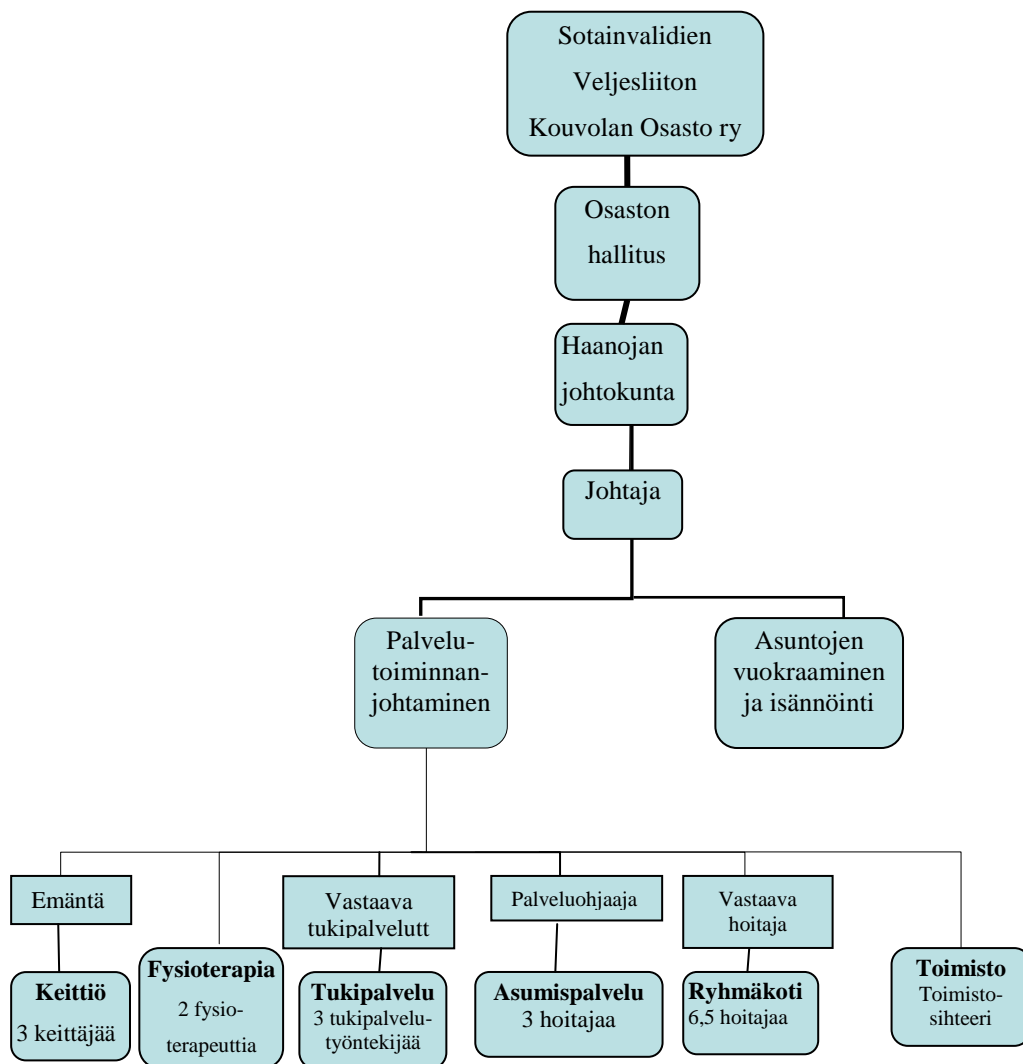 Sotainvalidien
Veljesliiton
Kouvolan Osasto ry
Osaston
hallitus
Haanojan
johtokunta
Johtaja
Palvelu-
toiminnan-
johtaminen
Asuntojen
vuokraaminen
ja isännöinti
Emäntä
Vastaava
tukipalvelutt
Palveluohjaaja
Vastaava
hoitaja
Keittiö
3 keittäjää
Fysioterapia
2 fysio-
terapeuttia
Tukipalvelu
3 tukipalvelu-
työntekijää
Asumispalvelu
3 hoitajaa
Ryhmäkoti
6,5 hoitajaa
Toimisto
Toimisto-
sihteeri